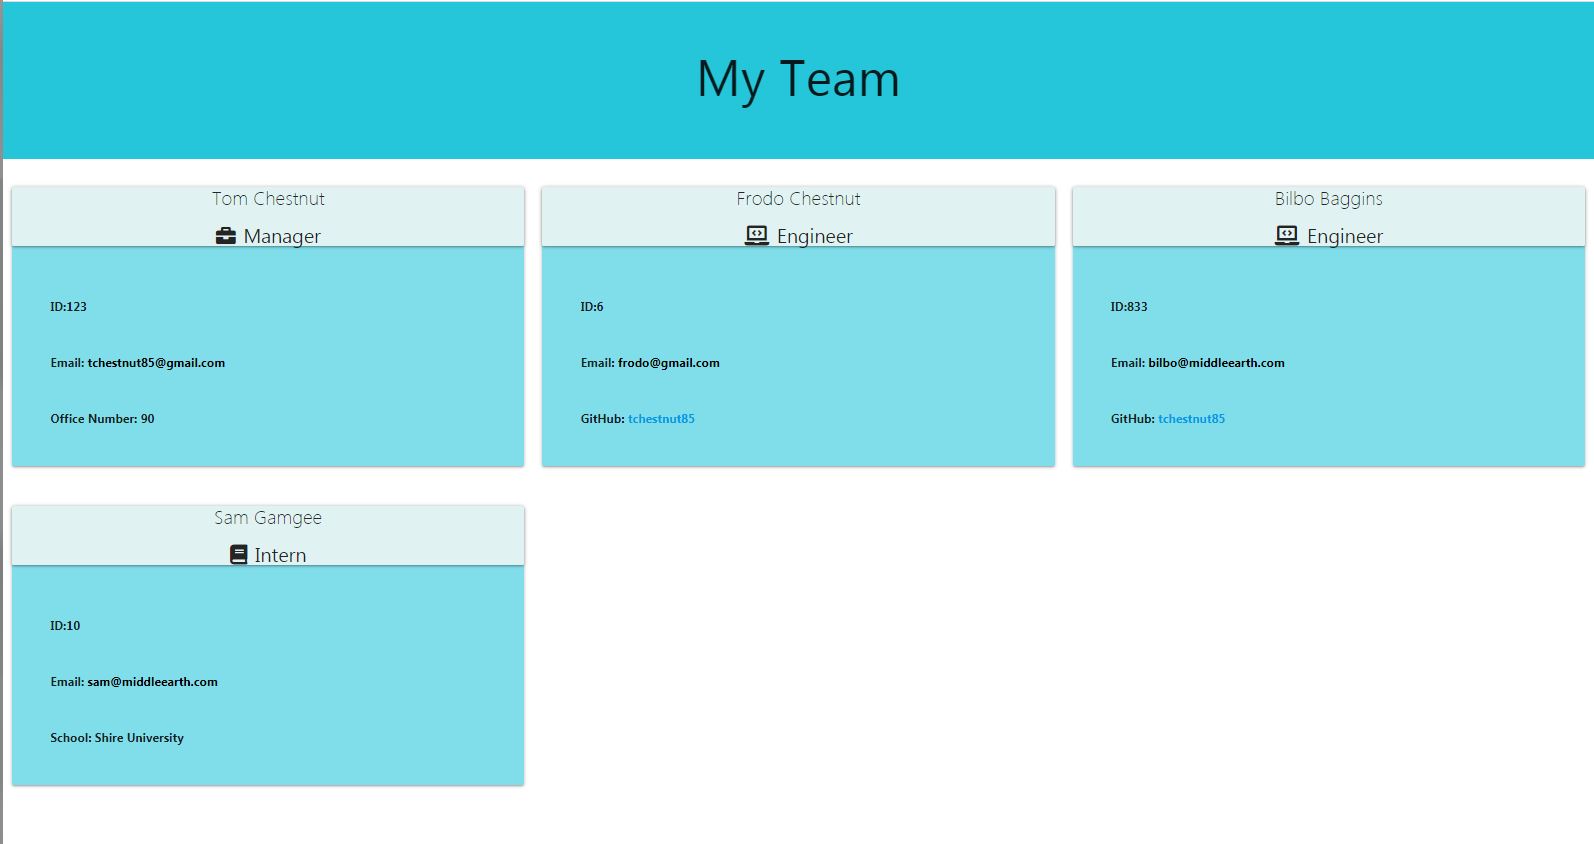 My Team
Tom Chestnut
Manager
ID:123
Email: tchestnut85@gmail.com
Office Number: 90
Frodo Chestnut
Engineer
ID:6
Email: frodo@gmail.com
GitHub: tchestnut85
Bilbo Baggins
Engineer
ID:833
Email: bilbo@middleearth.com
GitHub: tchestnut85
Sam Gamgee
Intern
ID:10
Email: sam@middleearth.com
School: Shire University